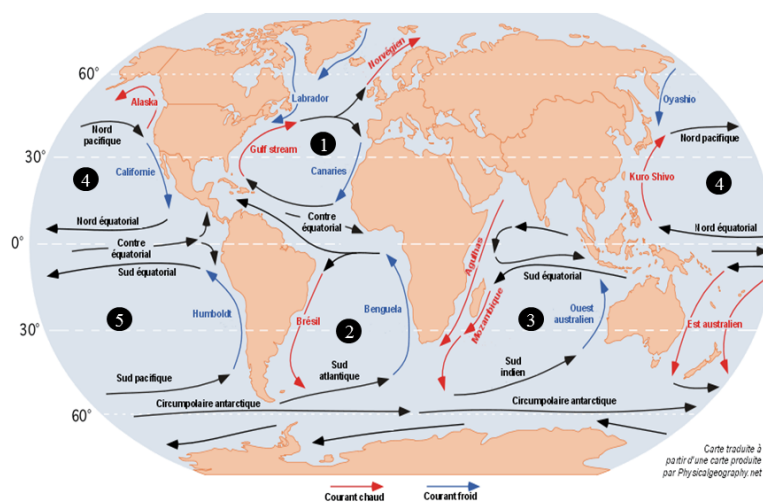 60°
Norvégien
Alaska
Labrador
Oyashio
Nord
pacifique
1
Nord pacifique
Gulf stream
30°
4
Californie
Canaries
Kuro Shivo
4
Nord équatorial
Contre
équatorial
Nord équatorial
0°
Contre
équatorial
Sud équatorial
Agulhas
Sud équatorial
5
Humboldt
Brésil
2
Benguela
Mozambique
3
Ouest
australien
Est australien
30°
Sud pacifique
Sud
atlantique
Sud
indien
Circumpolaire antarctique
Circumpolaire antarctique
60°
Carte traduite à
partir d'une carte produite
par Physicalgeography.net
Courant chaud
Courant froid